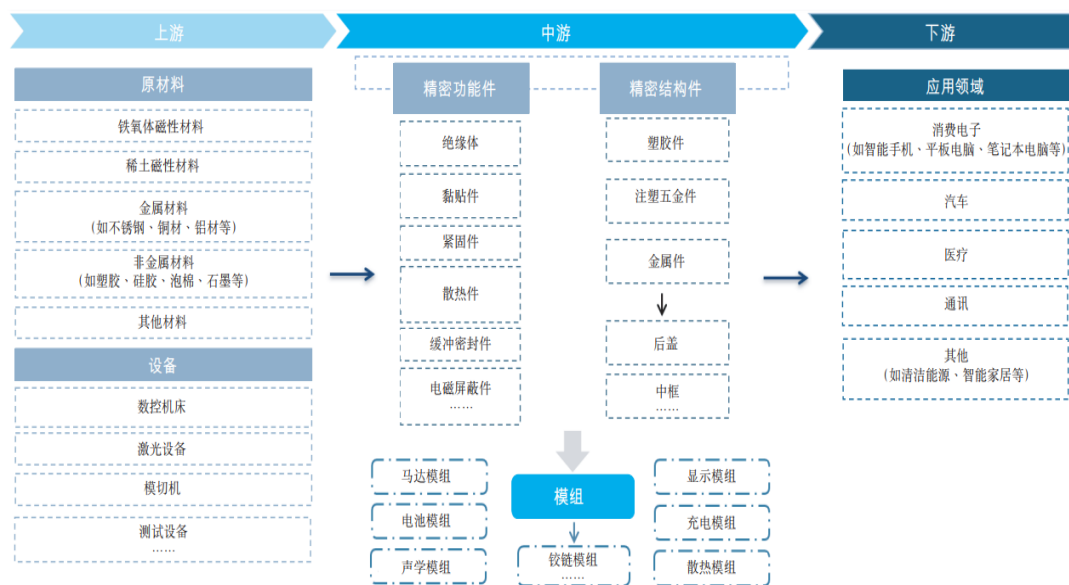 上游
中游
下游
原材料
铁氧体磁性材料
稀土磁性材料
金属材料
(如不锈钢、铜材、铝材等)
非金属材料
(如塑胶、硅胶、泡棉、石墨等)
其他材料
设备
数控机床
激光设备
模切机
测试设备
……
精密功能件
绝缘体
黏贴件
紧固件
散热件
缓冲密封件
电磁屏蔽件
……
精密结构件
塑胶件
注塑五金件
金属件
后盖
中框
……
马达模组
电池模组
声学模组
模组
铰链模组
……
显示模组
充电模组
散热模组
应用领域
消费电子
(如智能手机、平板电脑、笔记本电脑等)
汽车
医疗
通讯
其他
(如清洁能源、智能家居等)